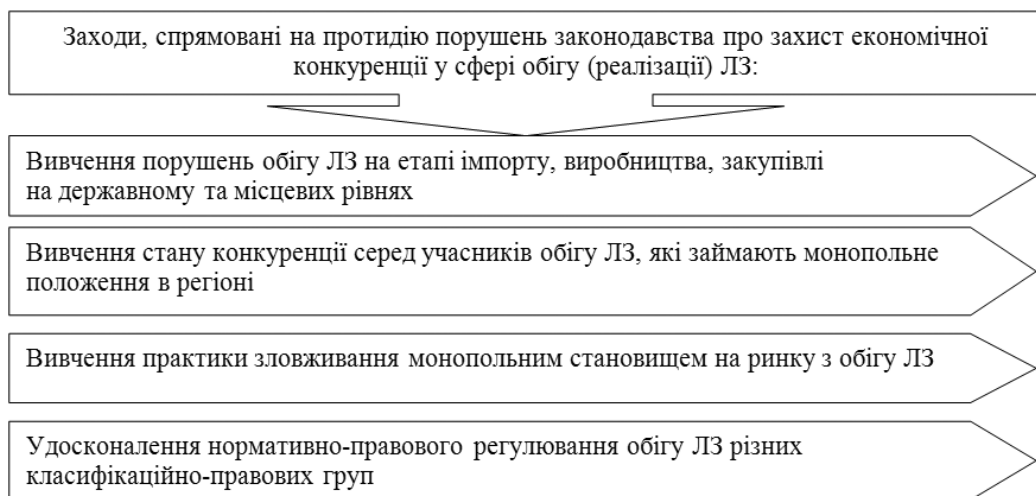 Заходи, спрямовані на протидію порушень законодавства про захист економічної
конкуренції у сфері обігу (реалізації) ЛЗ:
Вивчення порушень обігу ЛЗ на етапі імпорту, виробництва, закупівлі
на державному та місцевих рівнях
Вивчення стану конкуренції серед учасників обігу ЛЗ, які займають монопольне
положення в регіоні
Вивчення практики зловживання монопольним становищем на ринку з обігу ЛЗ
Удосконалення нормативно-правового регулювання обігу ЛЗ різних
класифікаційно-правових груп